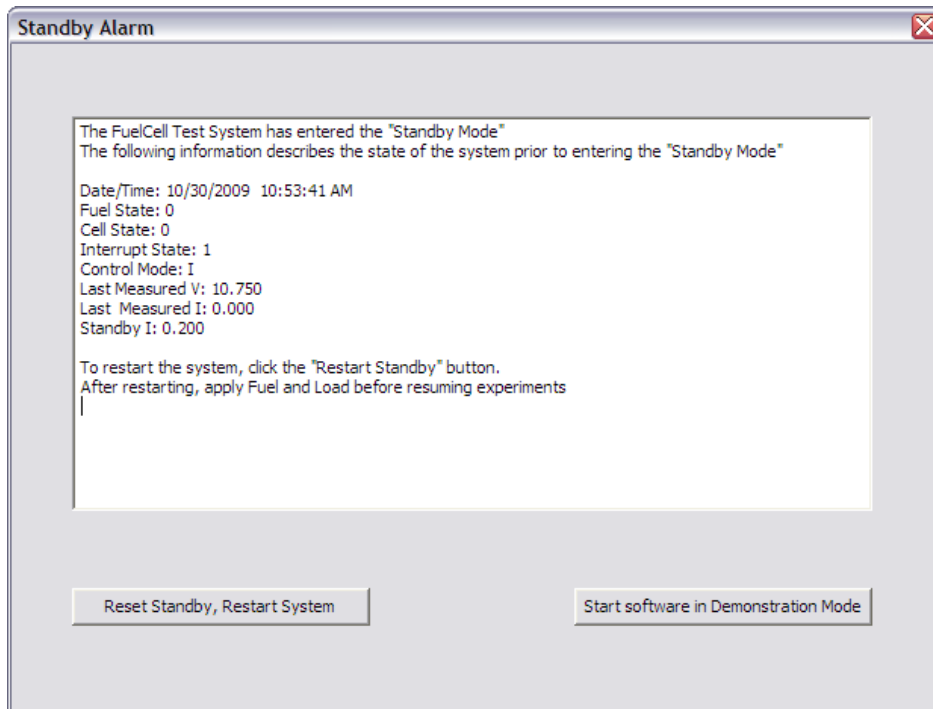 Standby Alarm
The FuelCell Test System has entered the "Standby Mode"
The following information describes the state of the system prior to entering the "Standby Mode"
Date/Time: 10/30/2009  10:53:41 AM
Fuel State: 0
Cell State: 0
Interrupt State: 1
Control Mode: I
Last Measured V: 10.750
Last  Measured I: 0.000
Standby I: 0.200
To restart the system, click the "Restart Standby" button.
After restarting, apply Fuel and Load before resuming experiments
Reset Standby, Restart System
Start software in Demonstration Mode